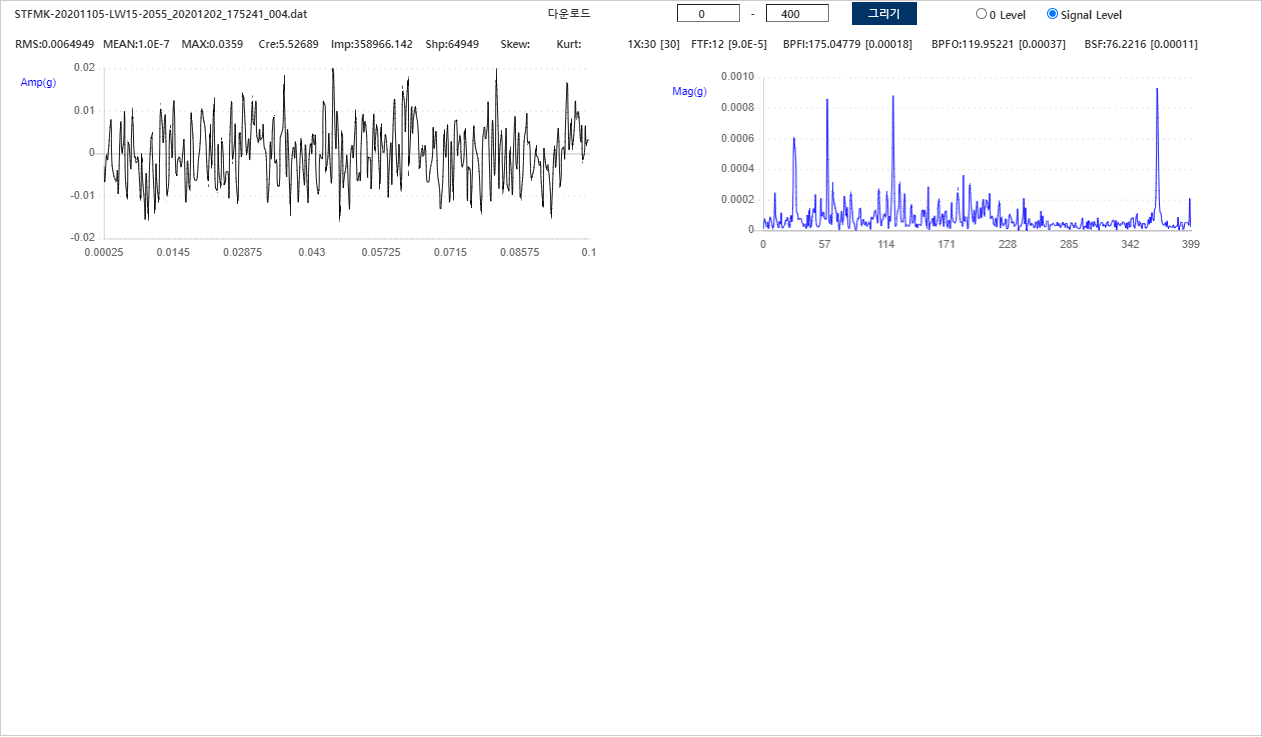 STFMK-20201105-LW15-2055_20201202_175241_004.dat 다운로드 0 - 400 그리기 0 Level Signal Level
RMS:0.0064949 MEAN:1.0E-7 MAX:0.0359 Cre:5.52689 Imp:358966.142 Shp:64949 Skew: Kurt: 1X:30 [30] FTF:12 [9.0E-5] BPFI:175.04779 [0.00018] BPFO:119.95221 [0.00037] BSF:76.2216 [0.00011]
Amp(g)
0.02
0.01
0
-0.01
-0.02
0.00025 0.0145 0.02875 0.043 0.05725 0.0715 0.08575 0.1
Mag(g)
0.0010
0.0008
0.0006
0.0004
0.0002
0
0 57 114 171 228 285 342 399